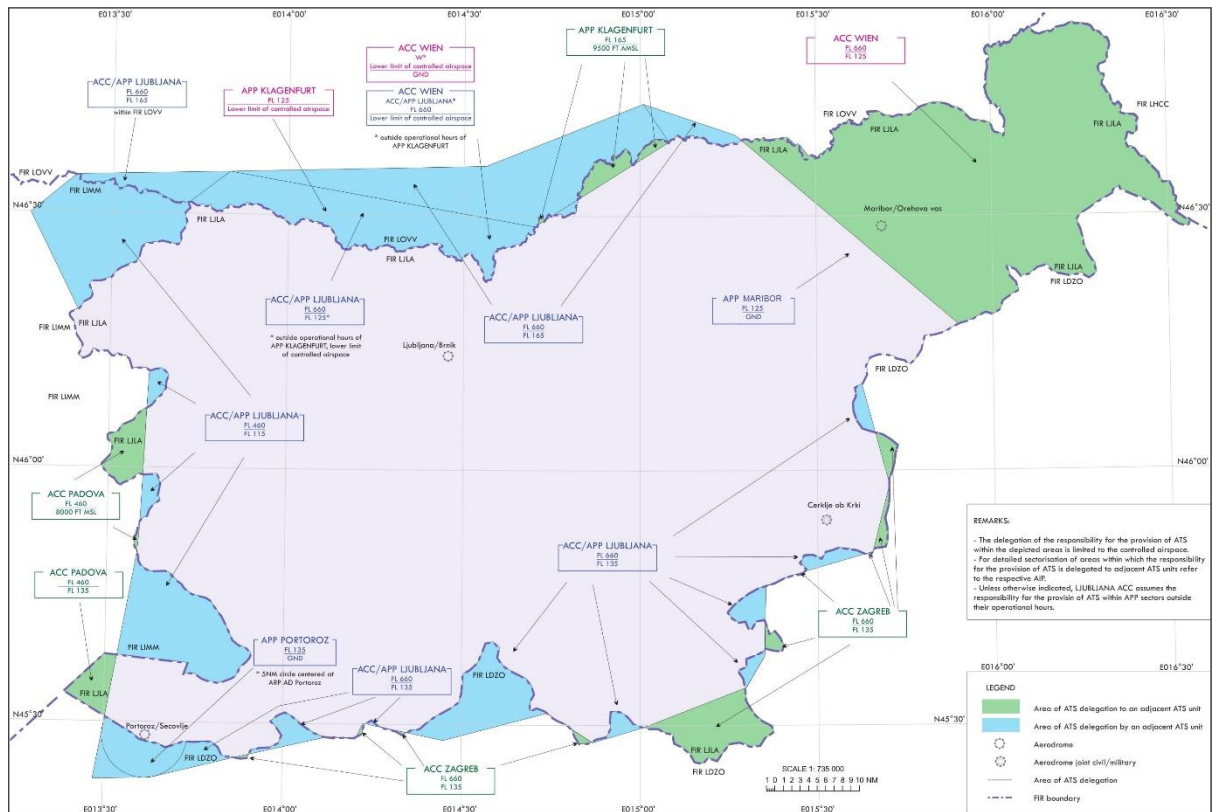 E013°30'
E014°00'
E014°30'
E015°00'
E015°30'
E016°00'
E016°30'
ACC/APP LJUBLJANA
FL 660
FL 165
within FIR LOVV
APP KLAGENFURT
FL 125
Lower limit of controlled airspace
ACC WIEN
W*
Lower limit of controlled airspace
GND
ACC WIEN
ACC/APP LJUBLJANA*
FL 660
Lower limit of controlled airspace
* outside operational hours of
APP KLAGENFURT
APP KLAGENFURT
FL 165
9500 FT AMSL
ACC WIEN
FL 660
FL 125
FIR LOVV
FIR LJLA
FIR LHCC
FIR LJLA
FIR LJLA
FIR LOVV
FIR LIMM
N46°30'
FIR LJLA
FIR LOVV
FIR LJLA
Maribor/Orehova vas
N46°30'
FIR LJLA
FIR LDZO
ACC/APP LJUBLJANA
FL 660
FL 125*
* outside operational hours of
APP KLAGENFURT, lower limit
of controlled airspace
ACC/APP LJUBLJANA
FL 660
FL 165
APP MARIBOR
FL 125
GND
FIR LIMM
FIR LJLA
Ljubljana/Brnik
FIR LDZO
FIR LIMM
ACC/APP LJUBLJANA
FL 460
FL 115
FIR LJLA
N46°00'
N46°00'
ACC PADOVA
FL 460
8000 FT MSL
Cerklje ob Krki
ACC/APP LJUBLJANA
FL 660
FL 135
REMARKS:
- The delegation of the responsibility for the provision of ATS
within the depicted areas is limited to the controlled airspace.
- For detailed sectorisation of areas within which the responsibility
for the provision of ATS is delegated to adjacent ATS units refer
to the respective AIP.
- Unless otherwise indicated, LJUBLJANA ACC assumes the
responsibility for the provisin of ATS within APP sectors outside
their operational hours.
ACC PADOVA
FL 460
FL 135
ACC ZAGREB
FL 660
FL 135
FIR LIMM
APP PORTOROZ
FL 135
GND
* 5NM circle centered at
ARP AD Portoroz
ACC/APP LJUBLJANA
FL 660
FL 135
FIR LDZO
FIR LJLA
E016°00'
E016°30'
N45°30'
Portoroz/Secovlje
FIR LDZO
N45°30'
FIR LJLA
FIR LDZO
ACC ZAGREB
FL 660
FL 135
SCALE 1: 735 000
1 0 1 2 3 4 5 6 7 8 9 10 NM
LEGEND
Area of ATS delegation to an adjacent ATS unit
Area of ATS delegation by an adjacent ATS unit
Aerodrome
Aerodrome joint civil/military
Area of ATS delegation
FIR boundary
E013°30'
E014°00'
E014°30'
E015°00'
E015°30'